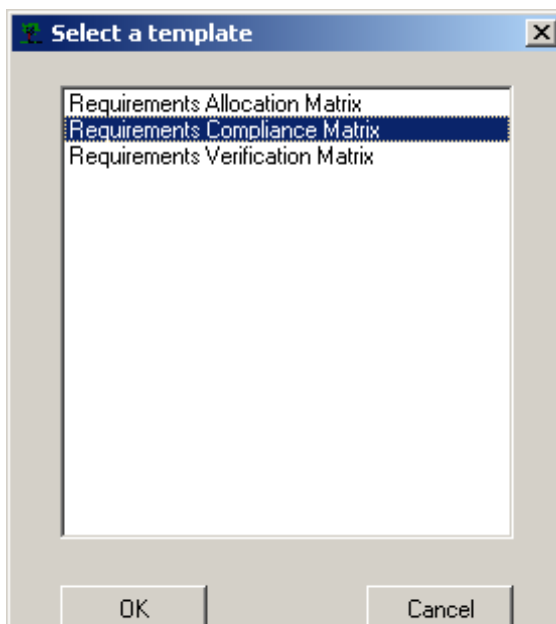 Select a template
Requirements Allocation Matrix
Requirements Compliance Matrix
Requirements Verification Matrix
OK
Cancel